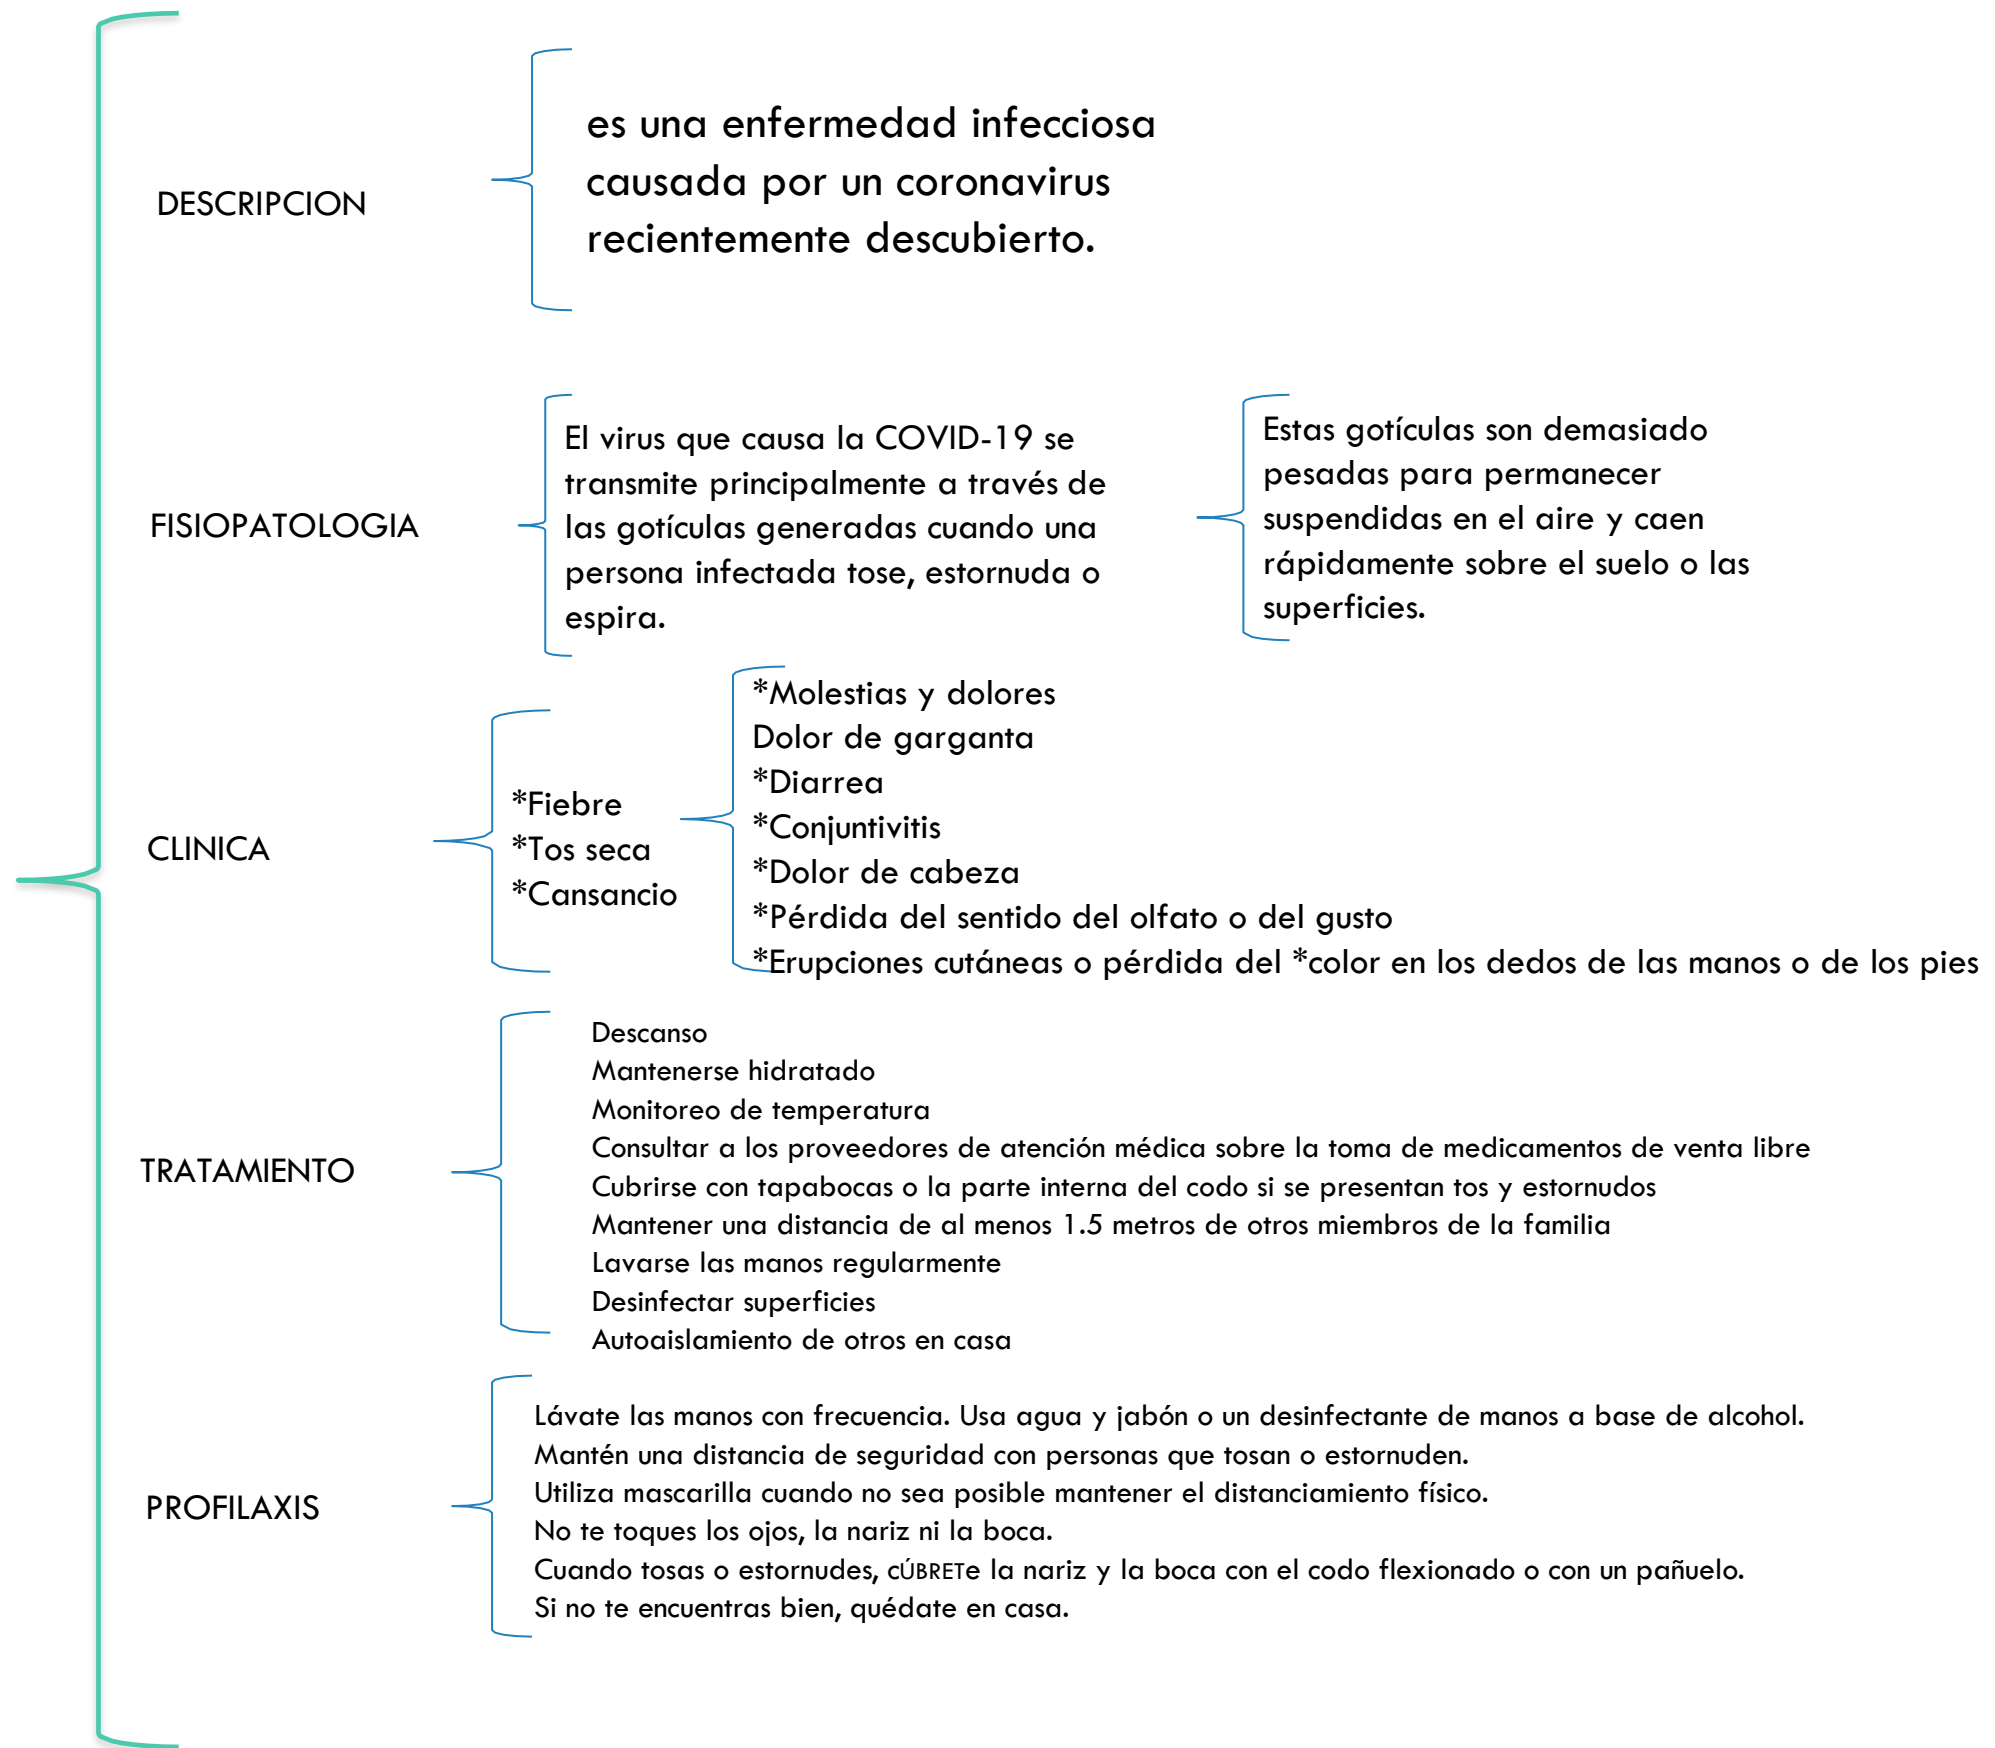 DESCRIPCION
es una enfermedad infecciosa
causada por un coronavirus
recientemente descubierto.
FISIOPATOLOGIA
El virus que causa la COVID-19 se
transmite principalmente a través de
las gotículas generadas cuando una
persona infectada tose, estornuda o
espira.
Estas gotículas son demasiado
pesadas para permanecer
suspendidas en el aire y caen
rápidamente sobre el suelo o las
superficies.
CLINICA
*Fiebre
*Tos seca
*Cansancio
*Molestias y dolores
Dolor de garganta
*Diarrea
*Conjuntivitis
*Dolor de cabeza
*Pérdida del sentido del olfato o del gusto
*Erupciones cutáneas o pérdida del *color en los dedos de las manos o de los pies
TRATAMIENTO
Descanso
Mantenerse hidratado
Monitoreo de temperatura
Consultar a los proveedores de atención médica sobre la toma de medicamentos de venta libre
Cubrirse con tapabocas o la parte interna del codo si se presentan tos y estornudos
Mantener una distancia de al menos 1.5 metros de otros miembros de la familia
Lavarse las manos regularmente
Desinfectar superficies
Autoaislamiento de otros en casa
PROFILAXIS
Lávate las manos con frecuencia. Usa agua y jabón o un desinfectante de manos a base de alcohol.
Mantén una distancia de seguridad con personas que tosan o estornuden.
Utiliza mascarilla cuando no sea posible mantener el distanciamiento físico.
No te toques los ojos, la nariz ni la boca.
Cuando tosas o estornudes, cÚBRETe la nariz y la boca con el codo flexionado o con un pañuelo.
Si no te encuentras bien, quédate en casa.